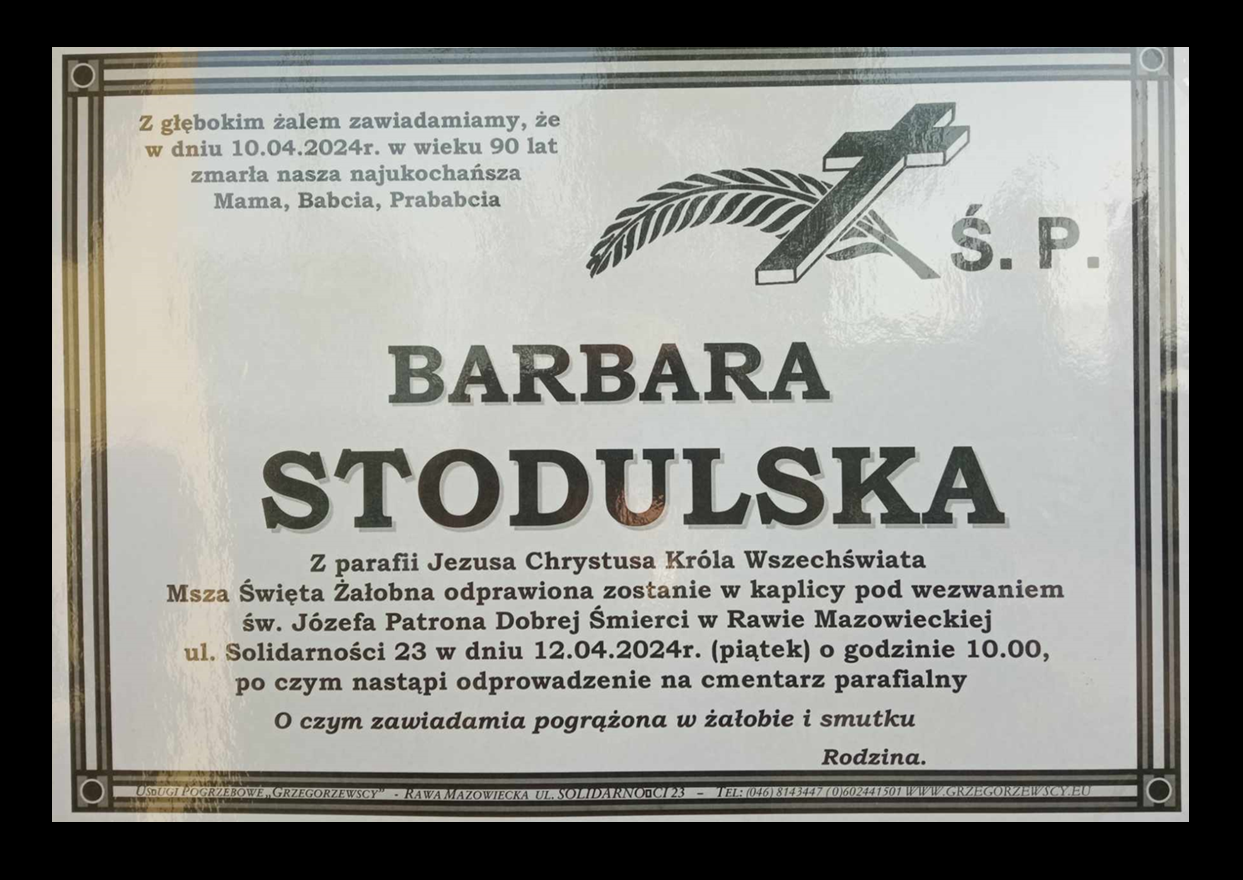 Z głębokim żalem zawiadamiamy, że
w dniu 10.04.2024r. w wieku 90 lat
zmarła nasza najukochańsza
Mama, Babcia, Prababcia
Ś. P.
BARBARA
STODULSKA
Z parafii Jezusa Chrystusa Króla Wszechświata
Msza Święta Żałobna odprawiona zostanie w kaplicy pod wezwaniem
św. Józefa Patrona Dobrej Śmierci w Rawie Mazowieckiej
ul. Solidarności 23 w dniu 12.04.2024r. (piątek) o godzinie 10.00,
po czym nastąpi odprowadzenie na cmentarz parafialny
O czym zawiadamia pogrążona w żałobie i smutku
Rodzina.
USŁUGI POGRZEBOWE „GRZEGORZEWSCY” - RAWA MAZOWIECKA UL. SOLIDARNO▯CI 23 – TEL: (046) 8143447 / 0)602441501 WWW.GRZEGORZEWSCY.EU